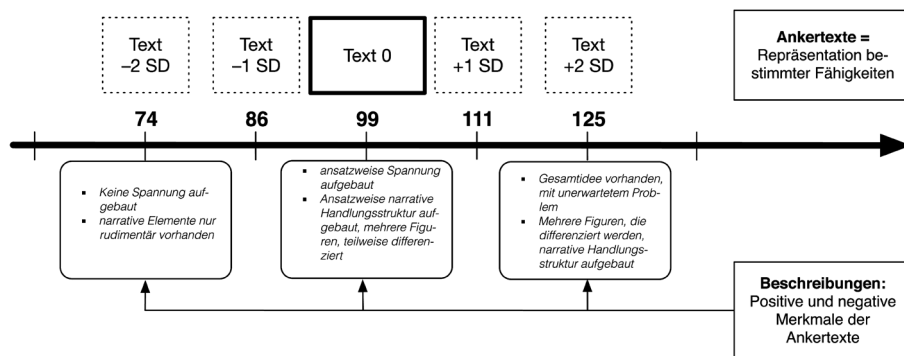 Text
–2 SD
Text
–1 SD
Text 0
Text
+1 SD
Text
+2 SD
Ankertexte =
Repräsentation be-
stimmter Fähigkeiten
74
86
99
111
125
▪ Keine Spannung auf-
gebaut
▪ narrative Elemente nur
rudimentär vorhanden
▪ ansatzweise Spannung
aufgebaut
▪ Ansatzweise narrative
Handlungsstruktur auf-
gebaut, mehrere Figu-
ren, teilweise differen-
ziert
▪ Gesamtidee vorhanden,
mit unerwartetem Prob-
lem
▪ Mehrere Figuren, die
differenziert werden,
narrative Handlungs-
struktur aufgebaut
Beschreibungen:
Positive und negative
Merkmale der
Ankertexte